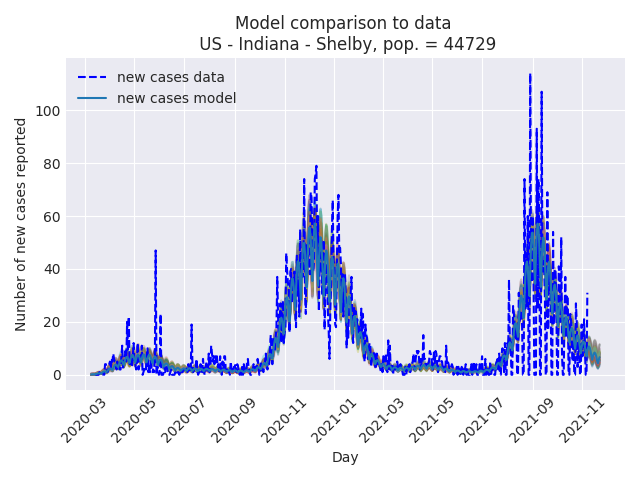 Model comparison to data
US - Indiana - Shelby, pop. = 44729
new cases data
new cases model
Number of new cases reported
100
80
60
40
20
0
2020-03
2020-05
2020-07
2020-09
2020-11
2021-01
2021-03
2021-05
2021-07
2021-09
2021-11
Day